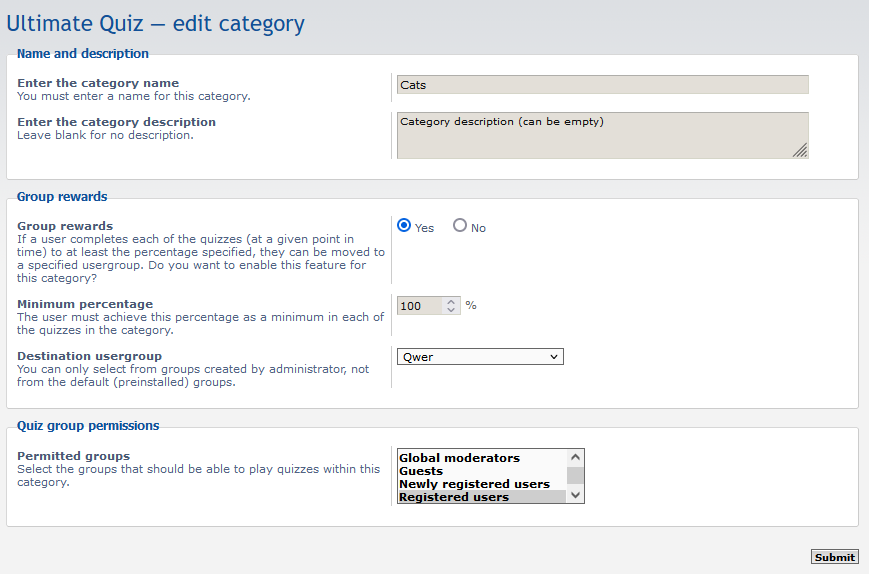 Ultimate Quiz — edit category
Name and description
Enter the category name
You must enter a name for this category.
Cats
Enter the category description
Leave blank for no description.
Category description (can be empty)
Group rewards
Group rewards
If a user completes each of the quizzes (at a given point in
time) to at least the percentage specified, they can be moved to
a specified usergroup. Do you want to enable this feature for
this category?
Yes No
Minimum percentage
The user must achieve this percentage as a minimum in each of
the quizzes in the category.
100 %
Destination usergroup
You can only select from groups created by administrator, not
from the default (preinstalled) groups.
Qwer
Quiz group permissions
Permitted groups
Select the groups that should be able to play quizzes within this
category.
Global moderators
Guests
Newly registered users
Registered users
Submit